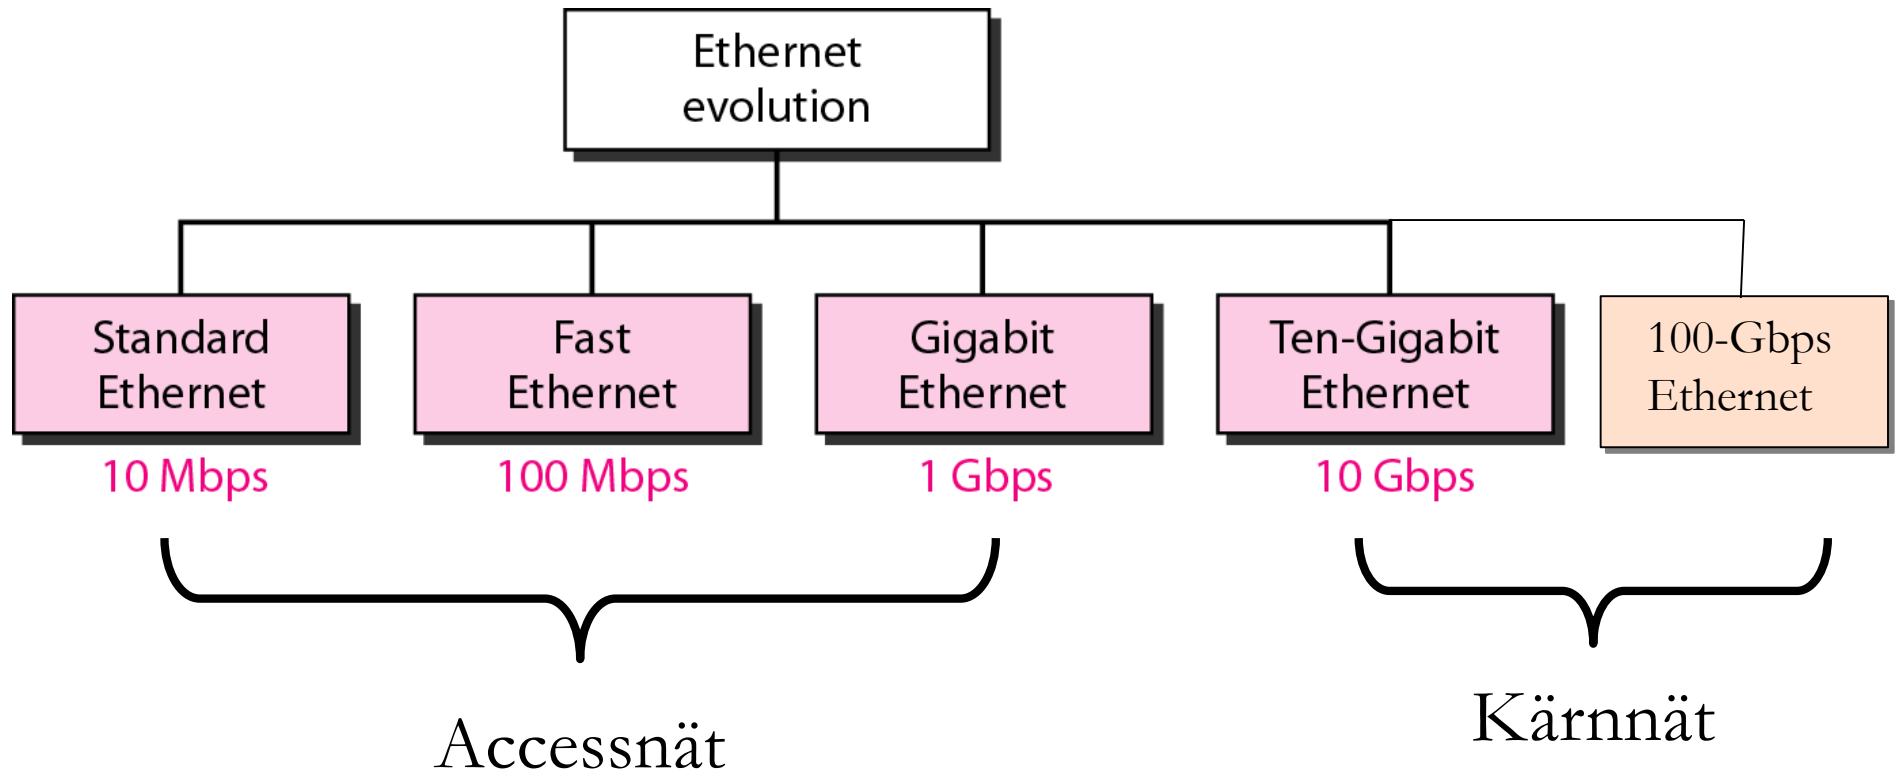 Ethernet
evolution
Standard
Ethernet
10 Mbps
Fast
Ethernet
100 Mbps
Gigabit
Ethernet
1 Gbps
Ten-Gigabit
Ethernet
10 Gbps
100-Gbps
Ethernet
Accessnät
Kärnnät